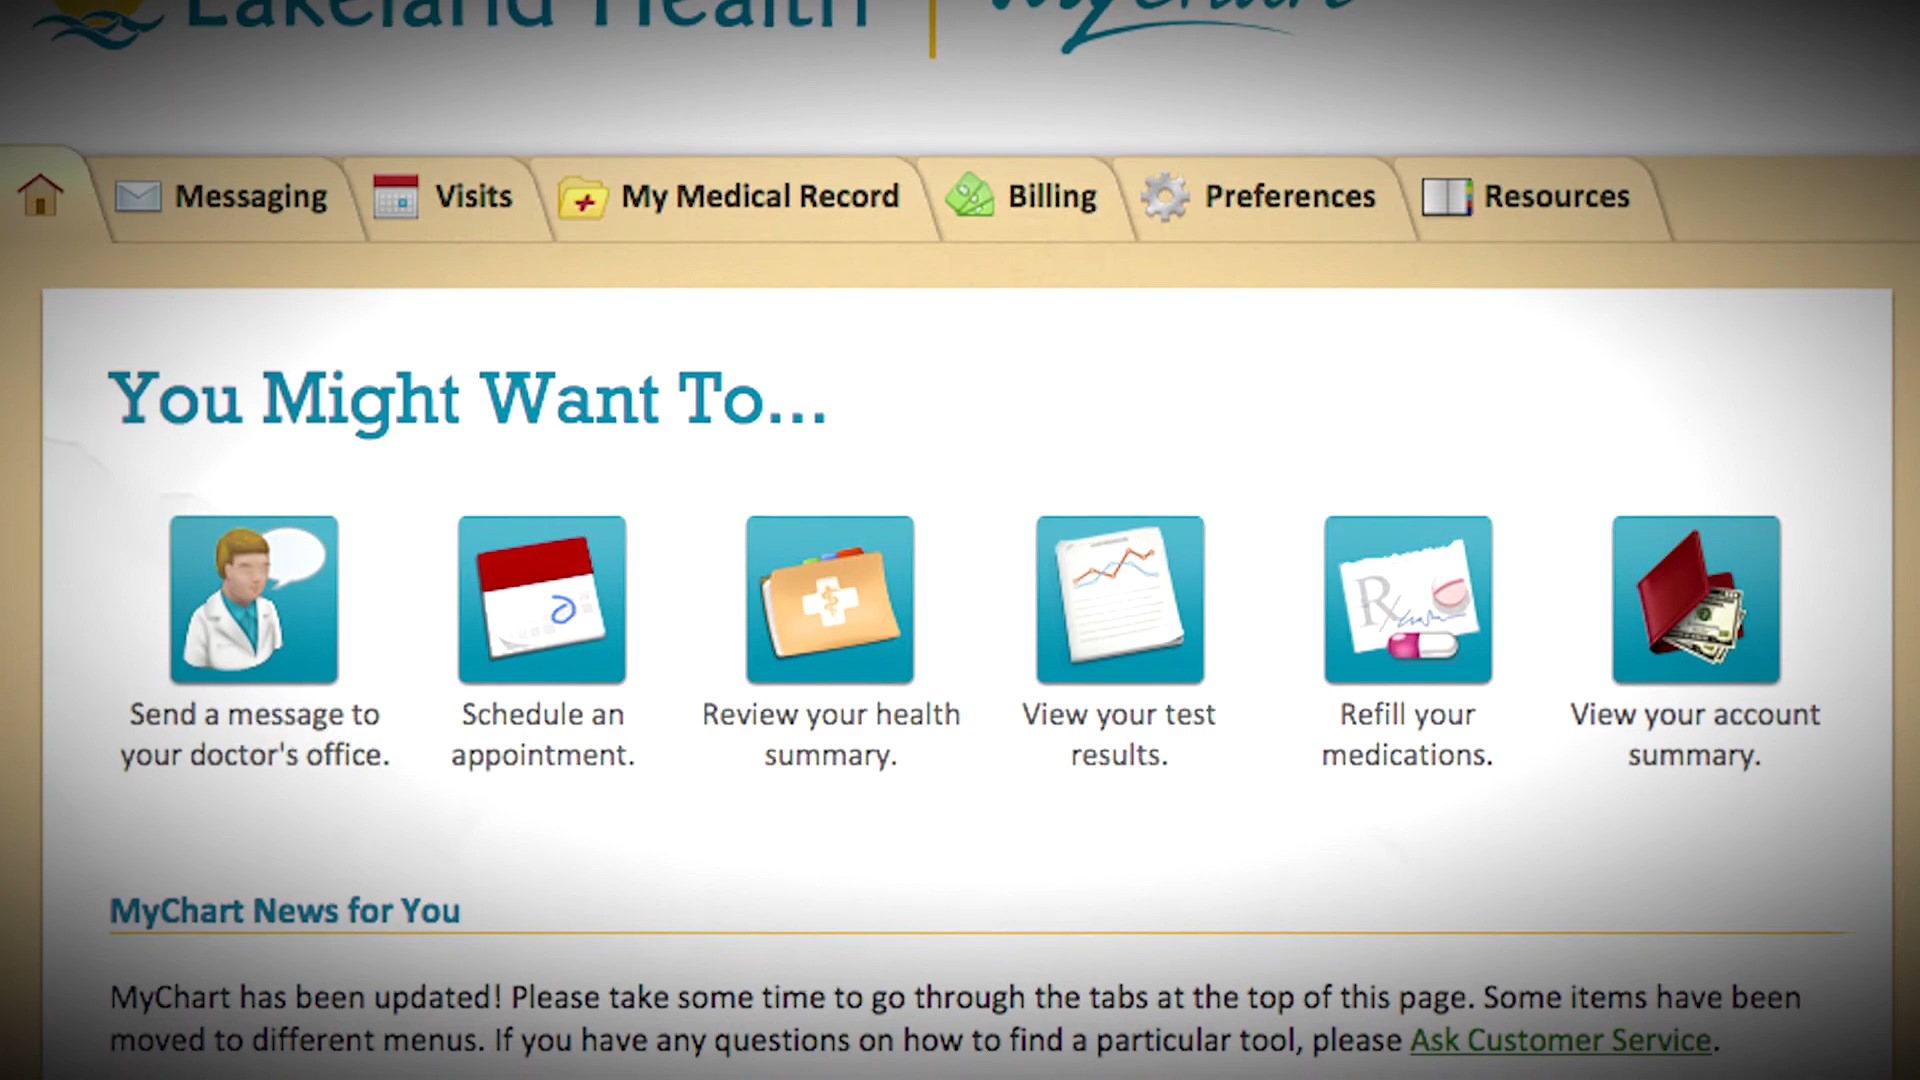 Lakeland Health
MyChart
Messaging
Visits
My Medical Record
Billing
Preferences
Resources
You Might Want To...
Send a message to
your doctor's office.
Schedule an
appointment.
Review your health
summary.
View your test
results.
Refill your
medications.
View your account
summary.
MyChart News for You
MyChart has been updated! Please take some time to go through the tabs at the top of this page. Some items have been
moved to different menus. If you have any questions on how to find a particular tool, please Ask Customer Service.